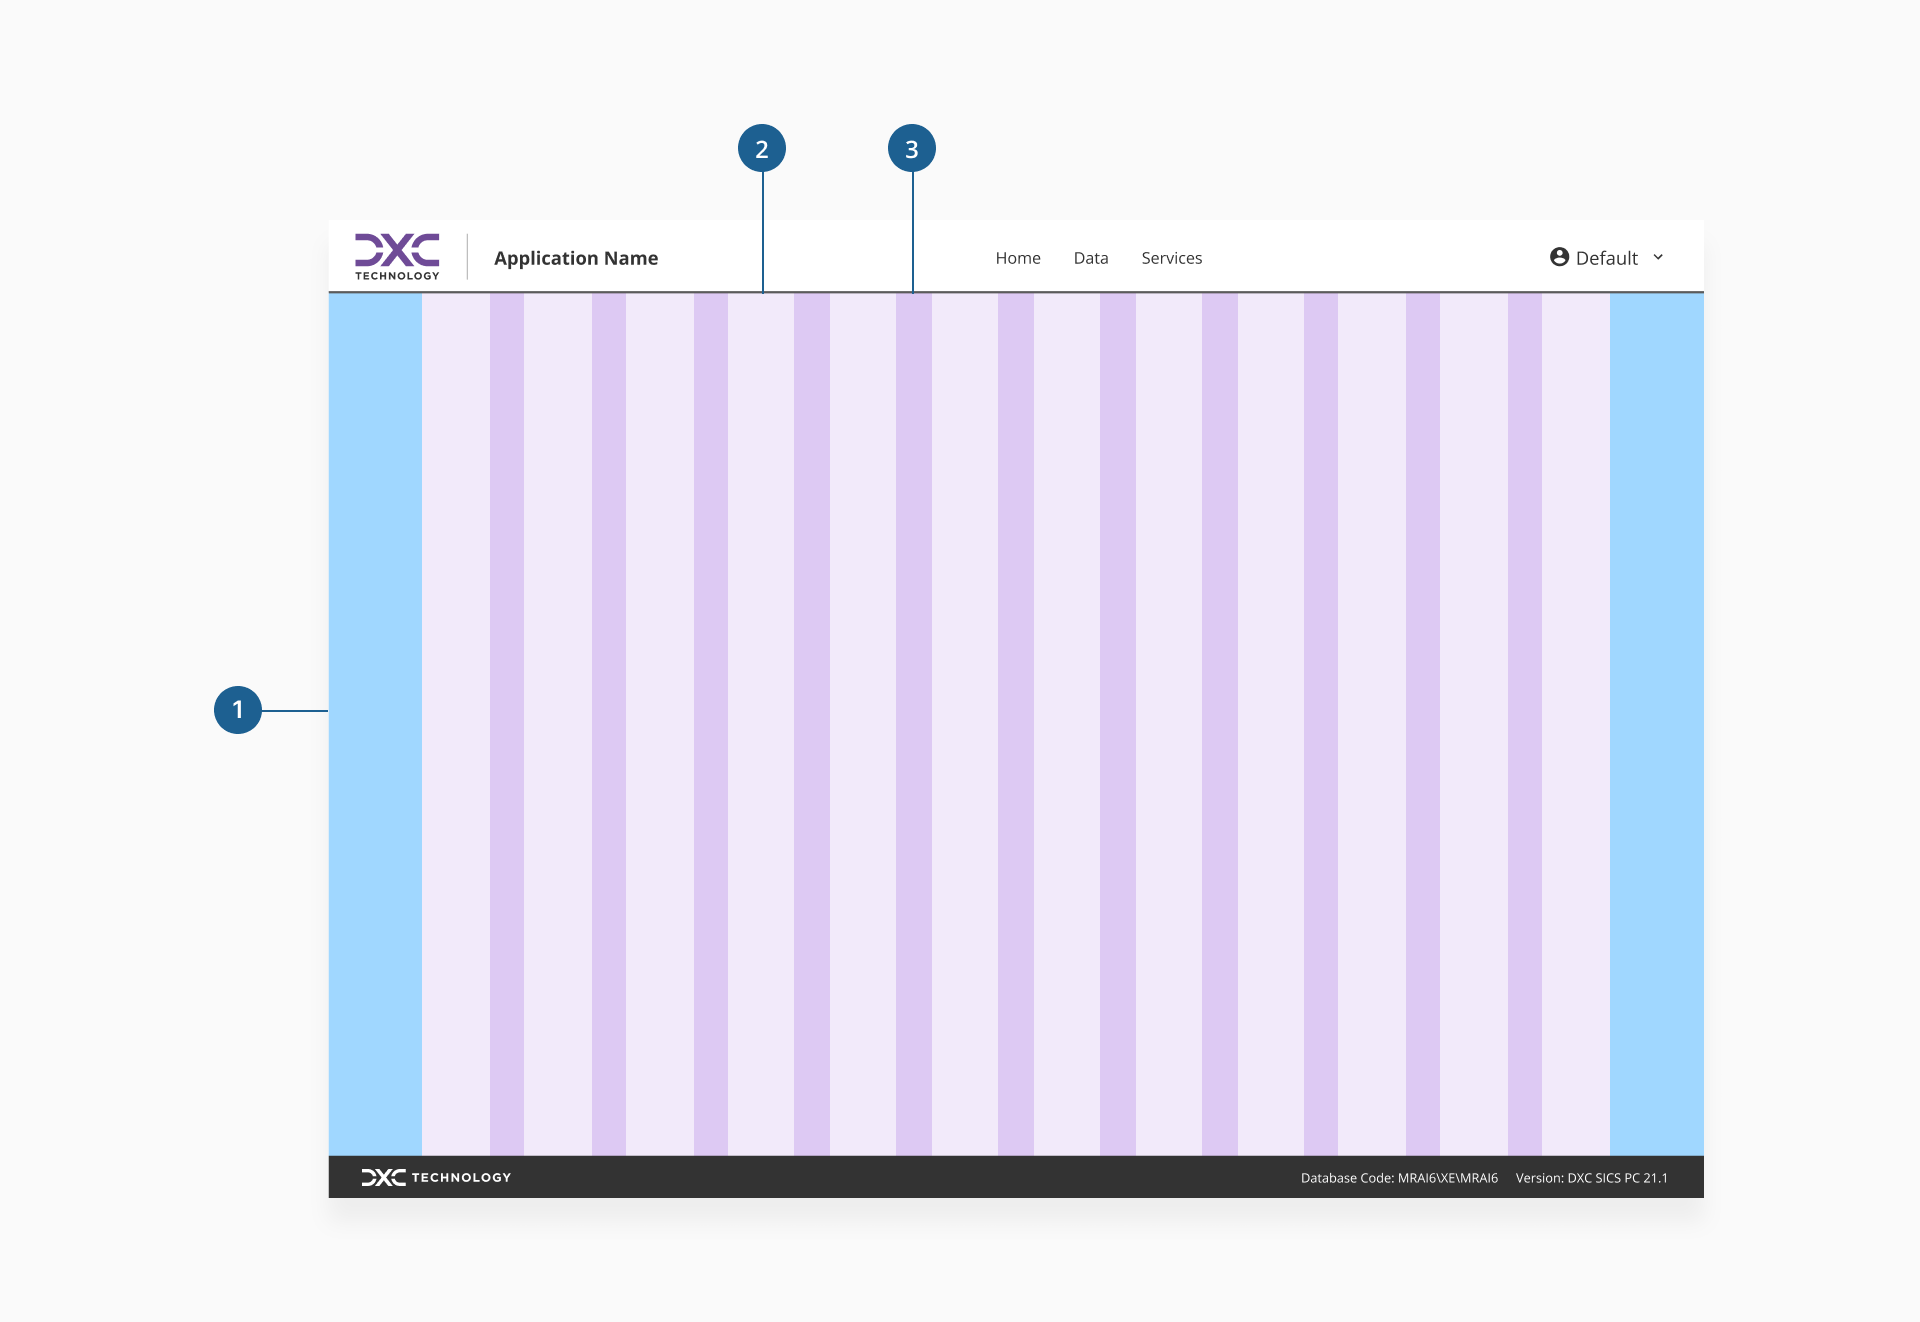 2
3
DXC
TECHNOLOGY
Application Name
Home
Data
Services
Default
1
DXC TECHNOLOGY
Database Code: MRAI6\XE\MRAI6
Version: DXC SICS PC 21.1